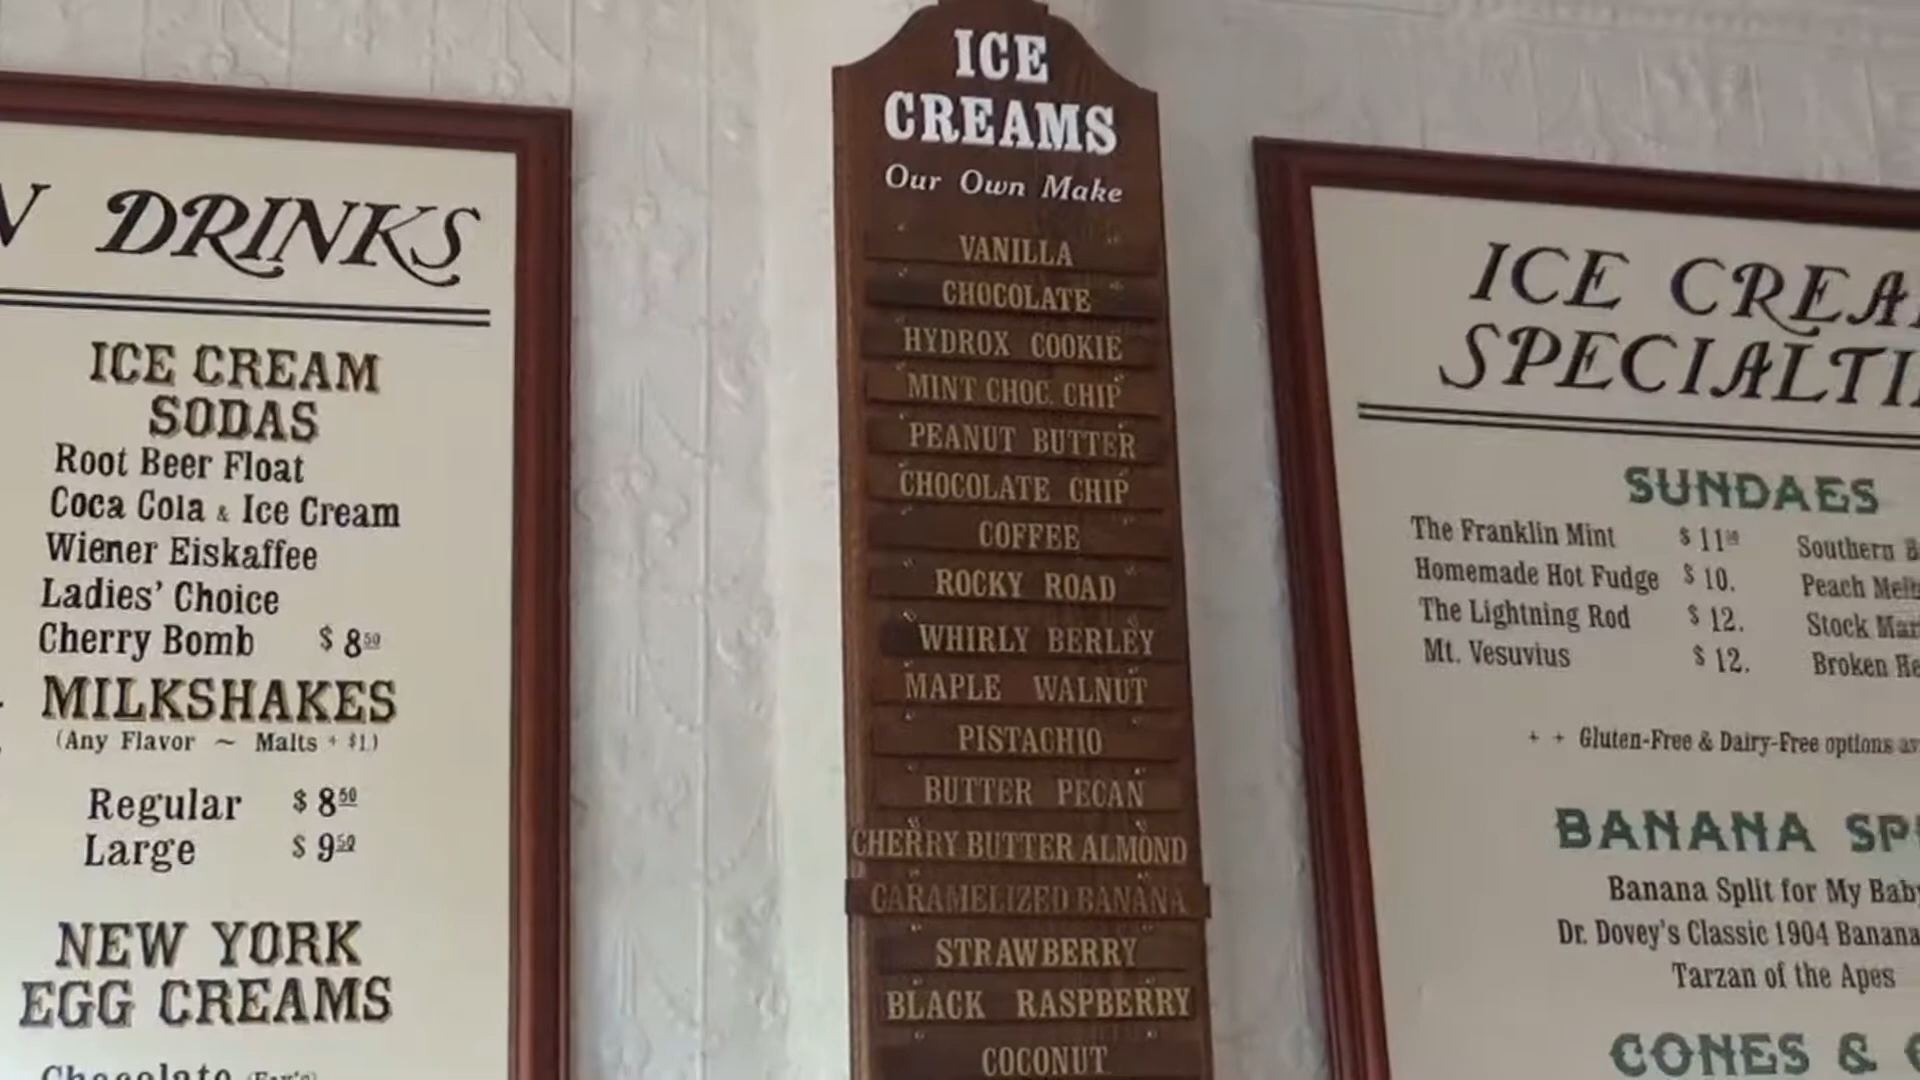 DRINKS
ICE CREAM
SODAS
Root Beer Float
Coca Cola & Ice Cream
Wiener Eiskaffee
Ladies' Choice
Cherry Bomb $ 8 50
MILKSHAKES
(Any Flavor ~ Malts + $1.)
Regular $ 8 50
Large $ 9 50
NEW YORK
EGG CREAMS
Chocolate
ICE
CREAMS
Our Own Make
VANILLA
CHOCOLATE
HYDROX COOKIE
MINT CHOC. CHIP
PEANUT BUTTER
CHOCOLATE CHIP
COFFEE
ROCKY ROAD
WHIRLY BERLEY
MAPLE WALNUT
PISTACHIO
BUTTER PECAN
CHERRY BUTTER ALMOND
CARAMELIZED BANANA
STRAWBERRY
BLACK RASPBERRY
COCONUT
ICE CREA
SPECIALTI
SUNDAES
The Franklin Mint $ 11 Southern
Homemade Hot Fudge $ 10. Peach
The Lightning Rod $ 12. Stock Mar
Mt. Vesuvius $ 12. Broken He
+ + Gluten-Free & Dairy-Free options av
BANANA SP
Banana Split for My Baby
Dr. Dovey's Classic 1904 Banana
Tarzan of the Apes
CONES &